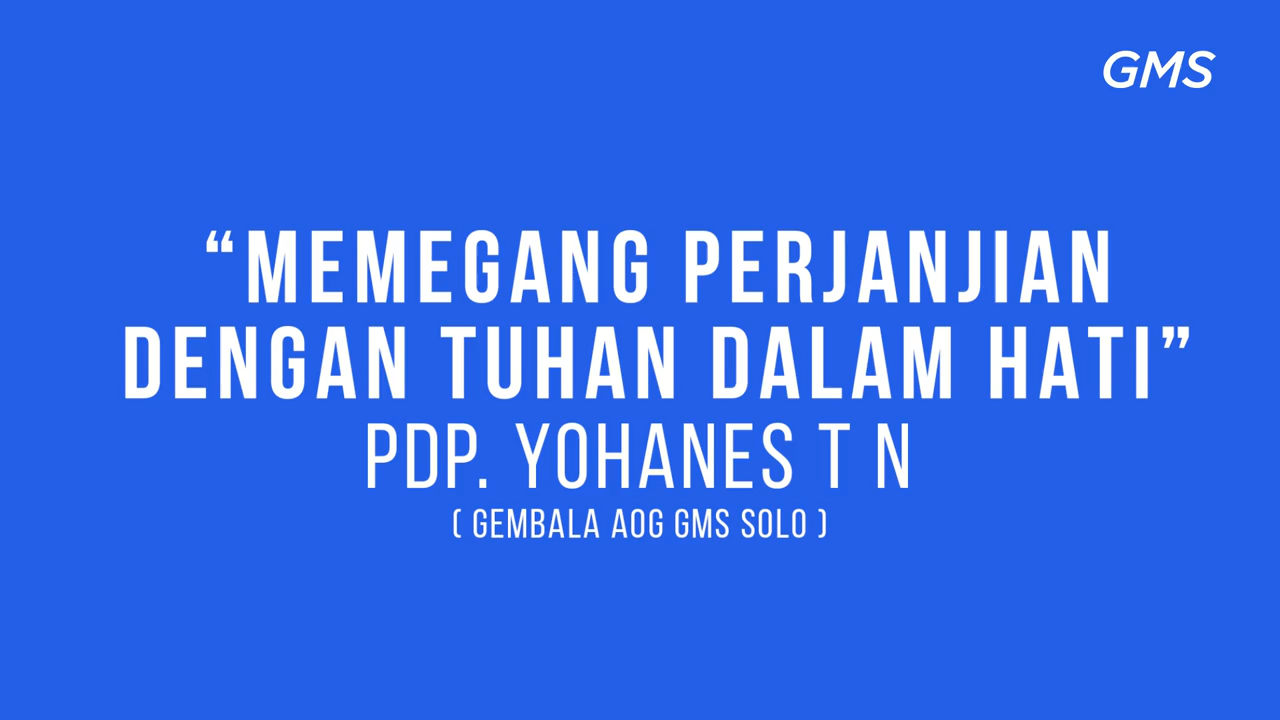 GMS
“MEMEGANG PERJANJIAN
DENGAN TUHAN DALAM HATI”
PDP. YOHANES T N
( GEMBALA AOG GMS SOLO )